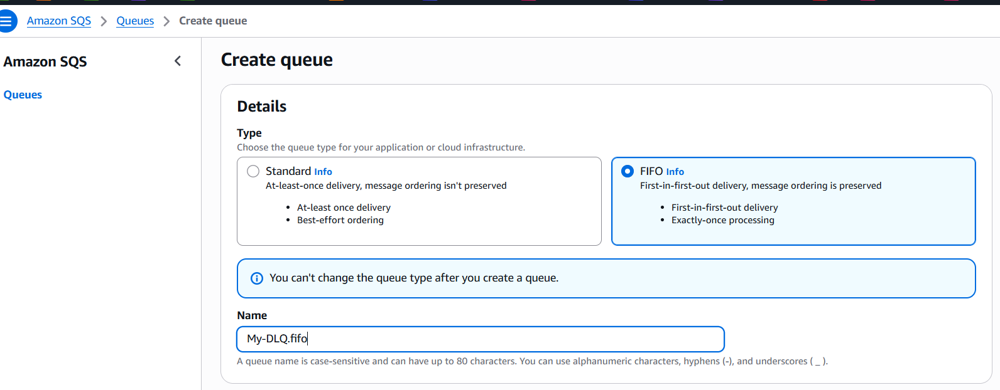 Amazon SQS > Queues > Create queue
Amazon SQS
Queues
Create queue
Details
Type
Choose the queue type for your application or cloud infrastructure.
Standard Info
At-least-once delivery, message ordering isn't preserved
• At-least once delivery
• Best-effort ordering
FIFO Info
First-in-first-out delivery, message ordering is preserved
• First-in-first-out delivery
• Exactly-once processing
You can't change the queue type after you create a queue.
Name
My-DLQ.fifo
A queue name is case-sensitive and can have up to 80 characters. You can use alphanumeric characters, hyphens (-), and underscores ( _ ).